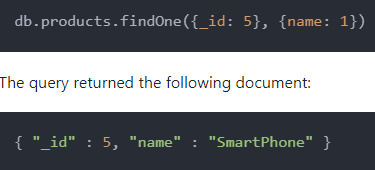 db.products.findOne({_id: 5}, {name: 1})
The query returned the following document:
{ "_id" : 5, "name" : "SmartPhone" }